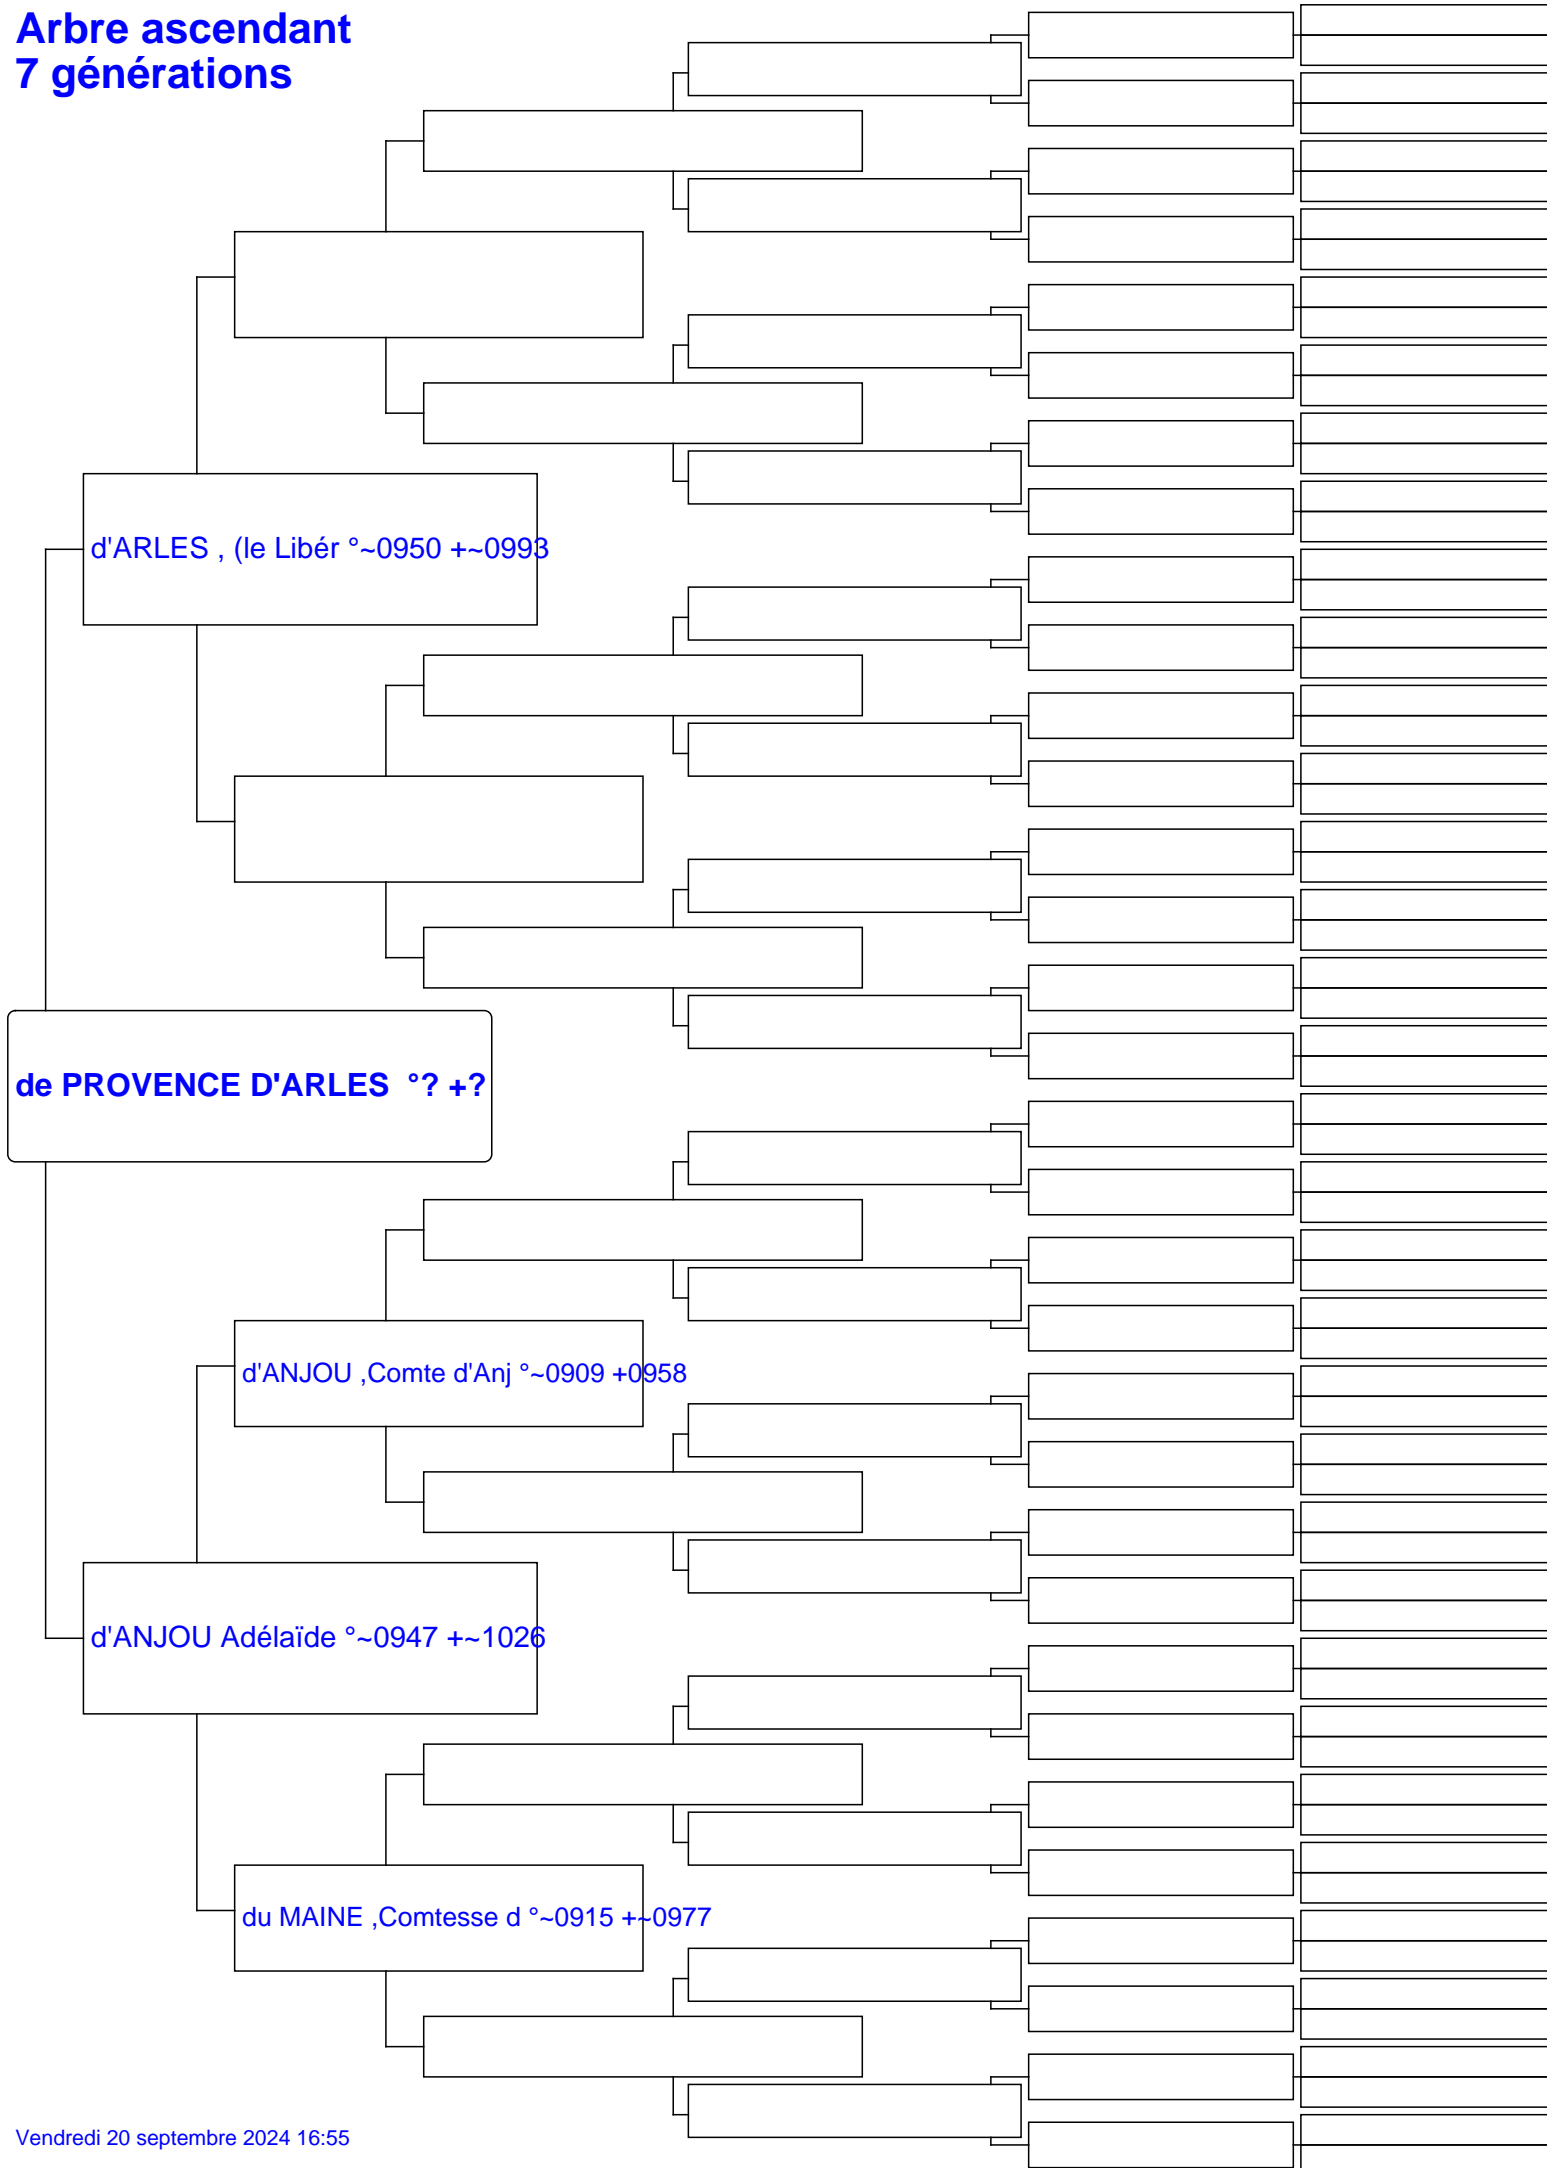 Arbre ascendant
7 générations
d'ARLES , (le Libér °~0950 +~0993
de PROVENCE D'ARLES  °? +?
d'ANJOU ,Comte d'Anj °~0909 +0958
d'ANJOU Adélaïde °~0947 +~1026
du MAINE ,Comtesse d °~0915 +~0977
Vendredi 20 septembre 2024 16:55